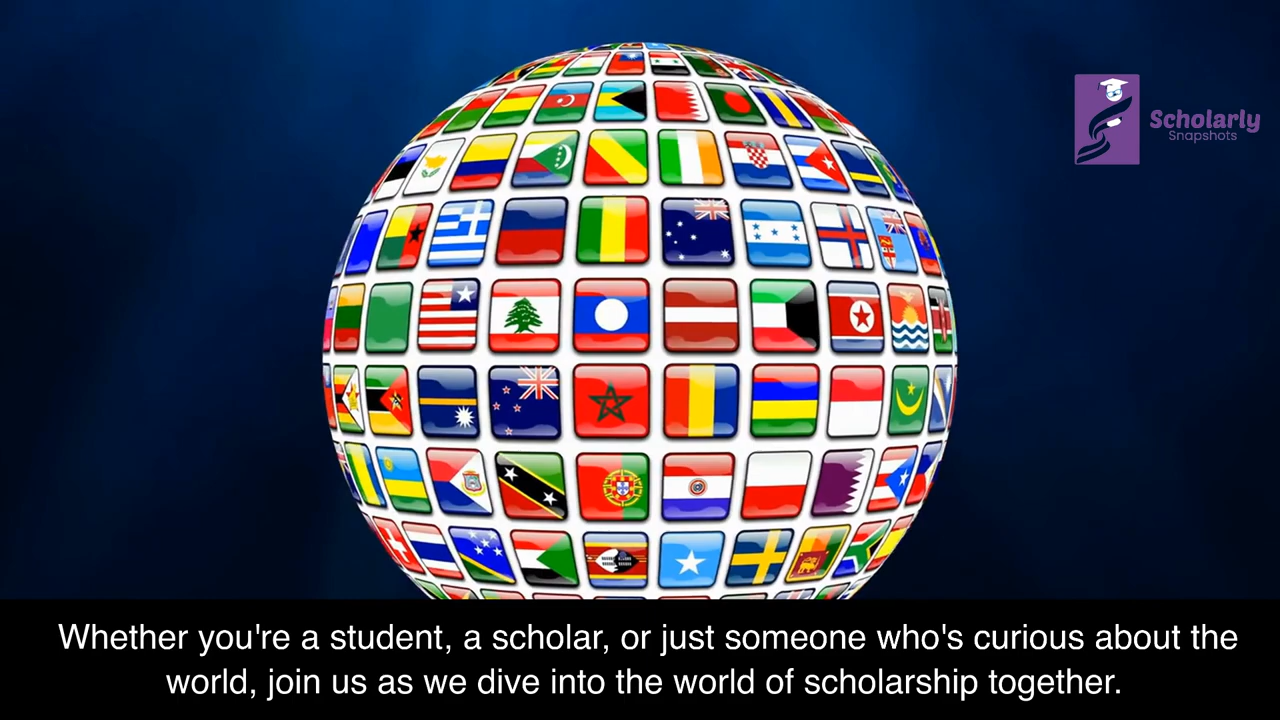 Scholarly
Snapshots
Whether you're a student, a scholar, or just someone who's curious about the
world, join us as we dive into the world of scholarship together.